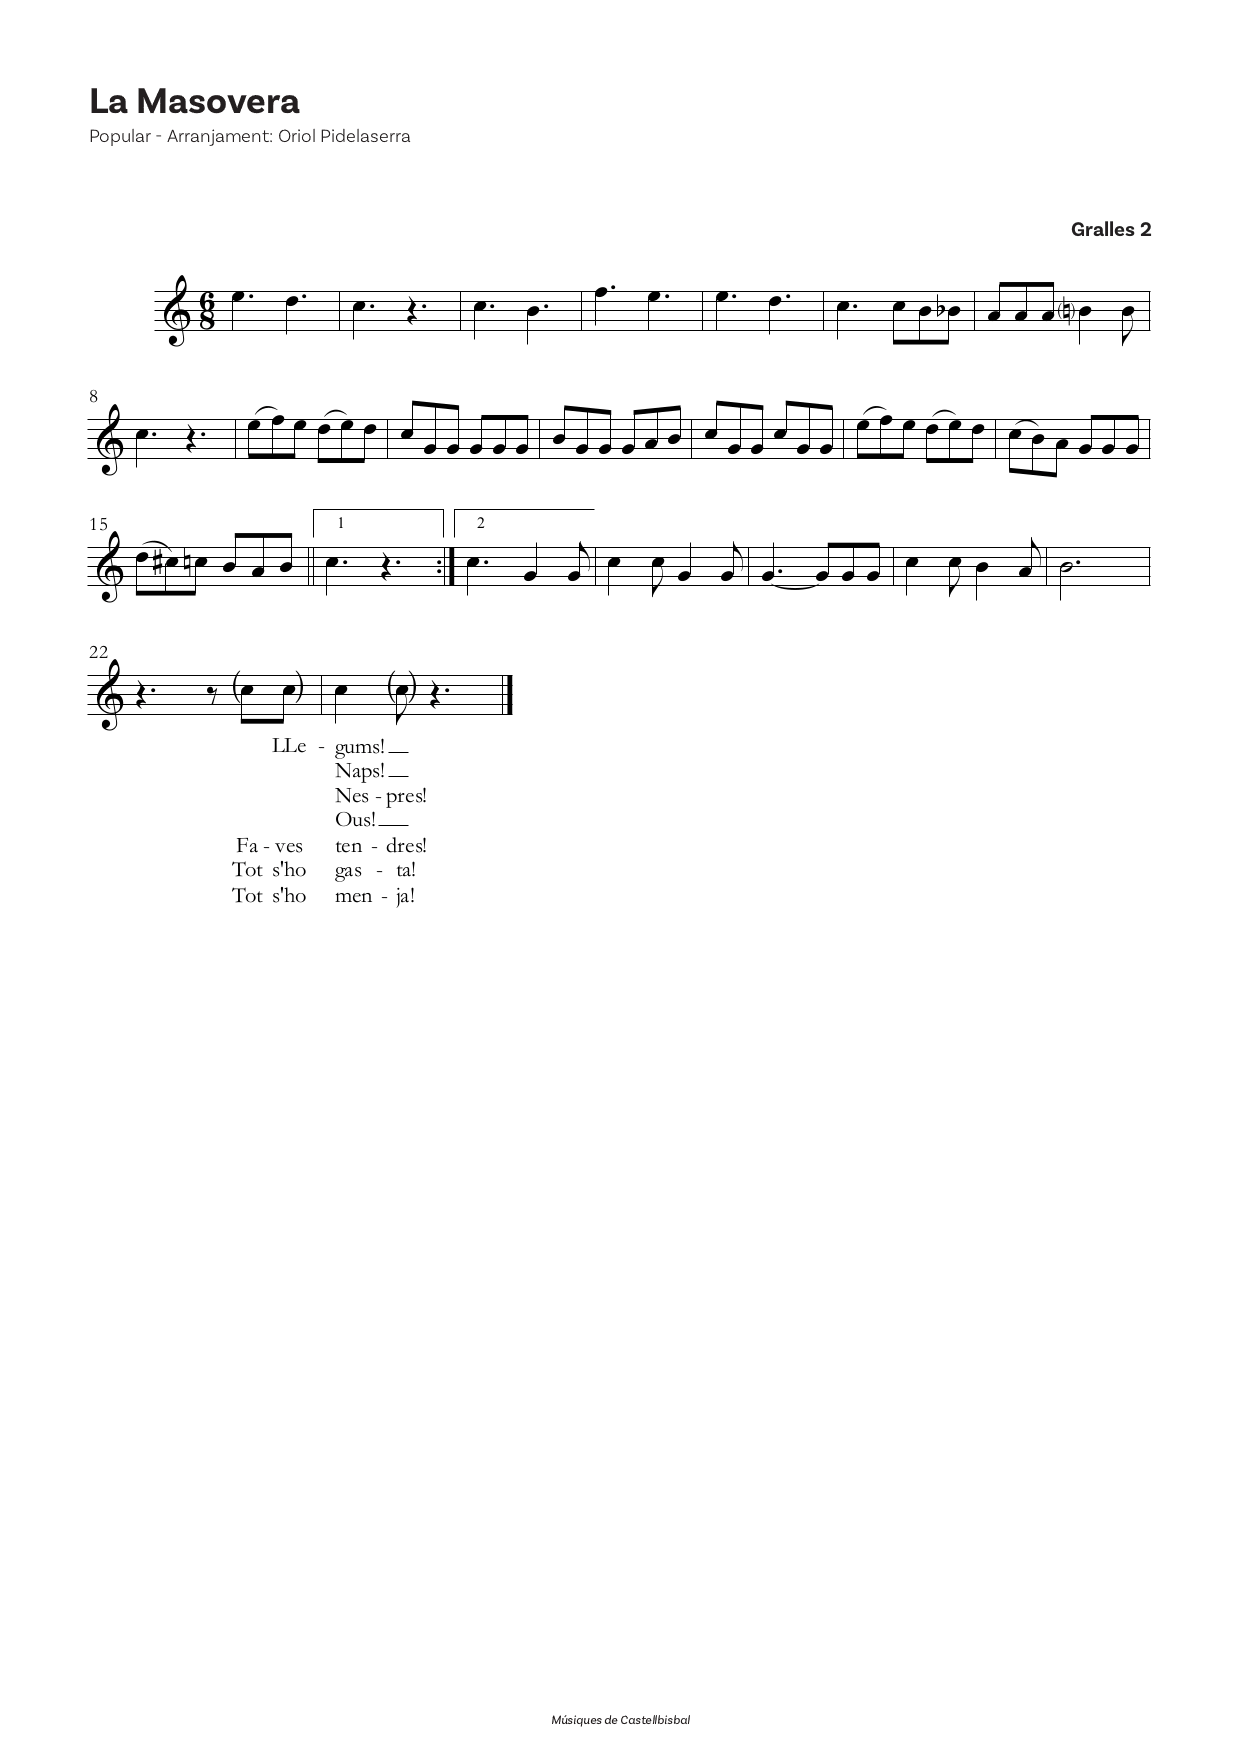 La Masovera
Popular - Arranjament: Oriol Pidelaserra
Gralles 2
6
8
8
15
1
2
22
LLe - gums!
Naps!
Nes - pres!
Ous!
Fa - ves ten - dres!
Tot s'ho gas - ta!
Tot s'ho men - ja!
Músiques de Castellbisbal